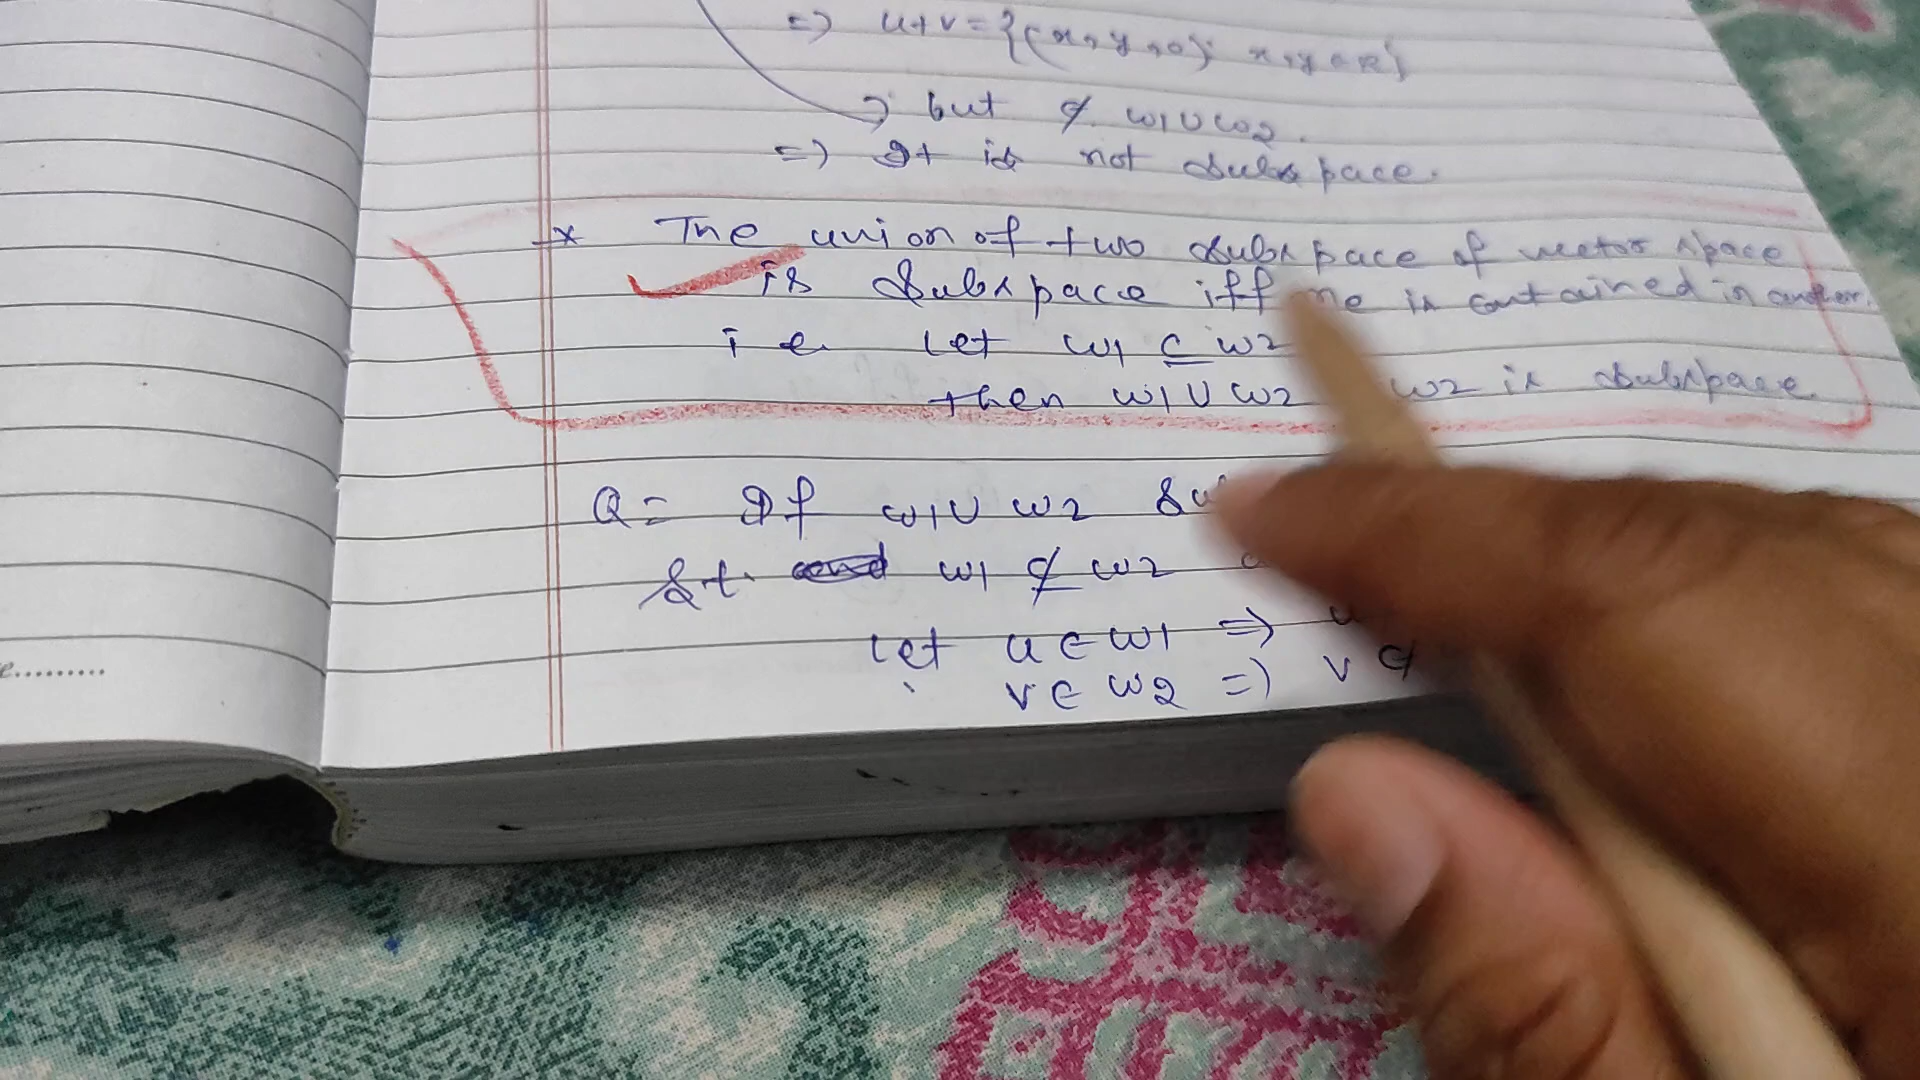 => u+v={(x,y,0); x,y∈R}
=> but ∉ w1∪w2.
=> It is not subspace.
* The union of two subspace of vector space
is subspace iff is contained in another.
i.e. Let w1 ⊆ w2
then w1∪w2 w2 is subspace.
Q= If w1∪ w2
St. w1 ⊈ w2
Let u∈w1 =>
v∈w2 => v∉
e.........